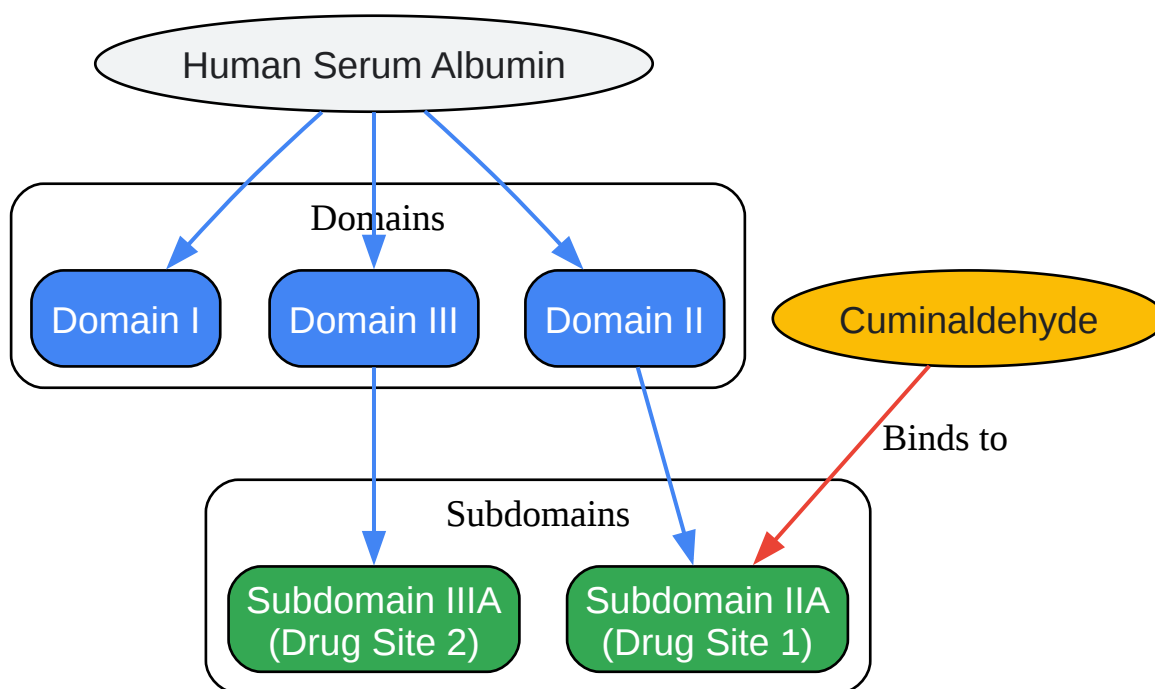 Human Serum Albumin
Domains
Domain I
Domain III
Domain II
Cuminaldehyde
Binds to
Subdomains
Subdomain IIIA
(Drug Site 2)
Subdomain IIA
(Drug Site 1)